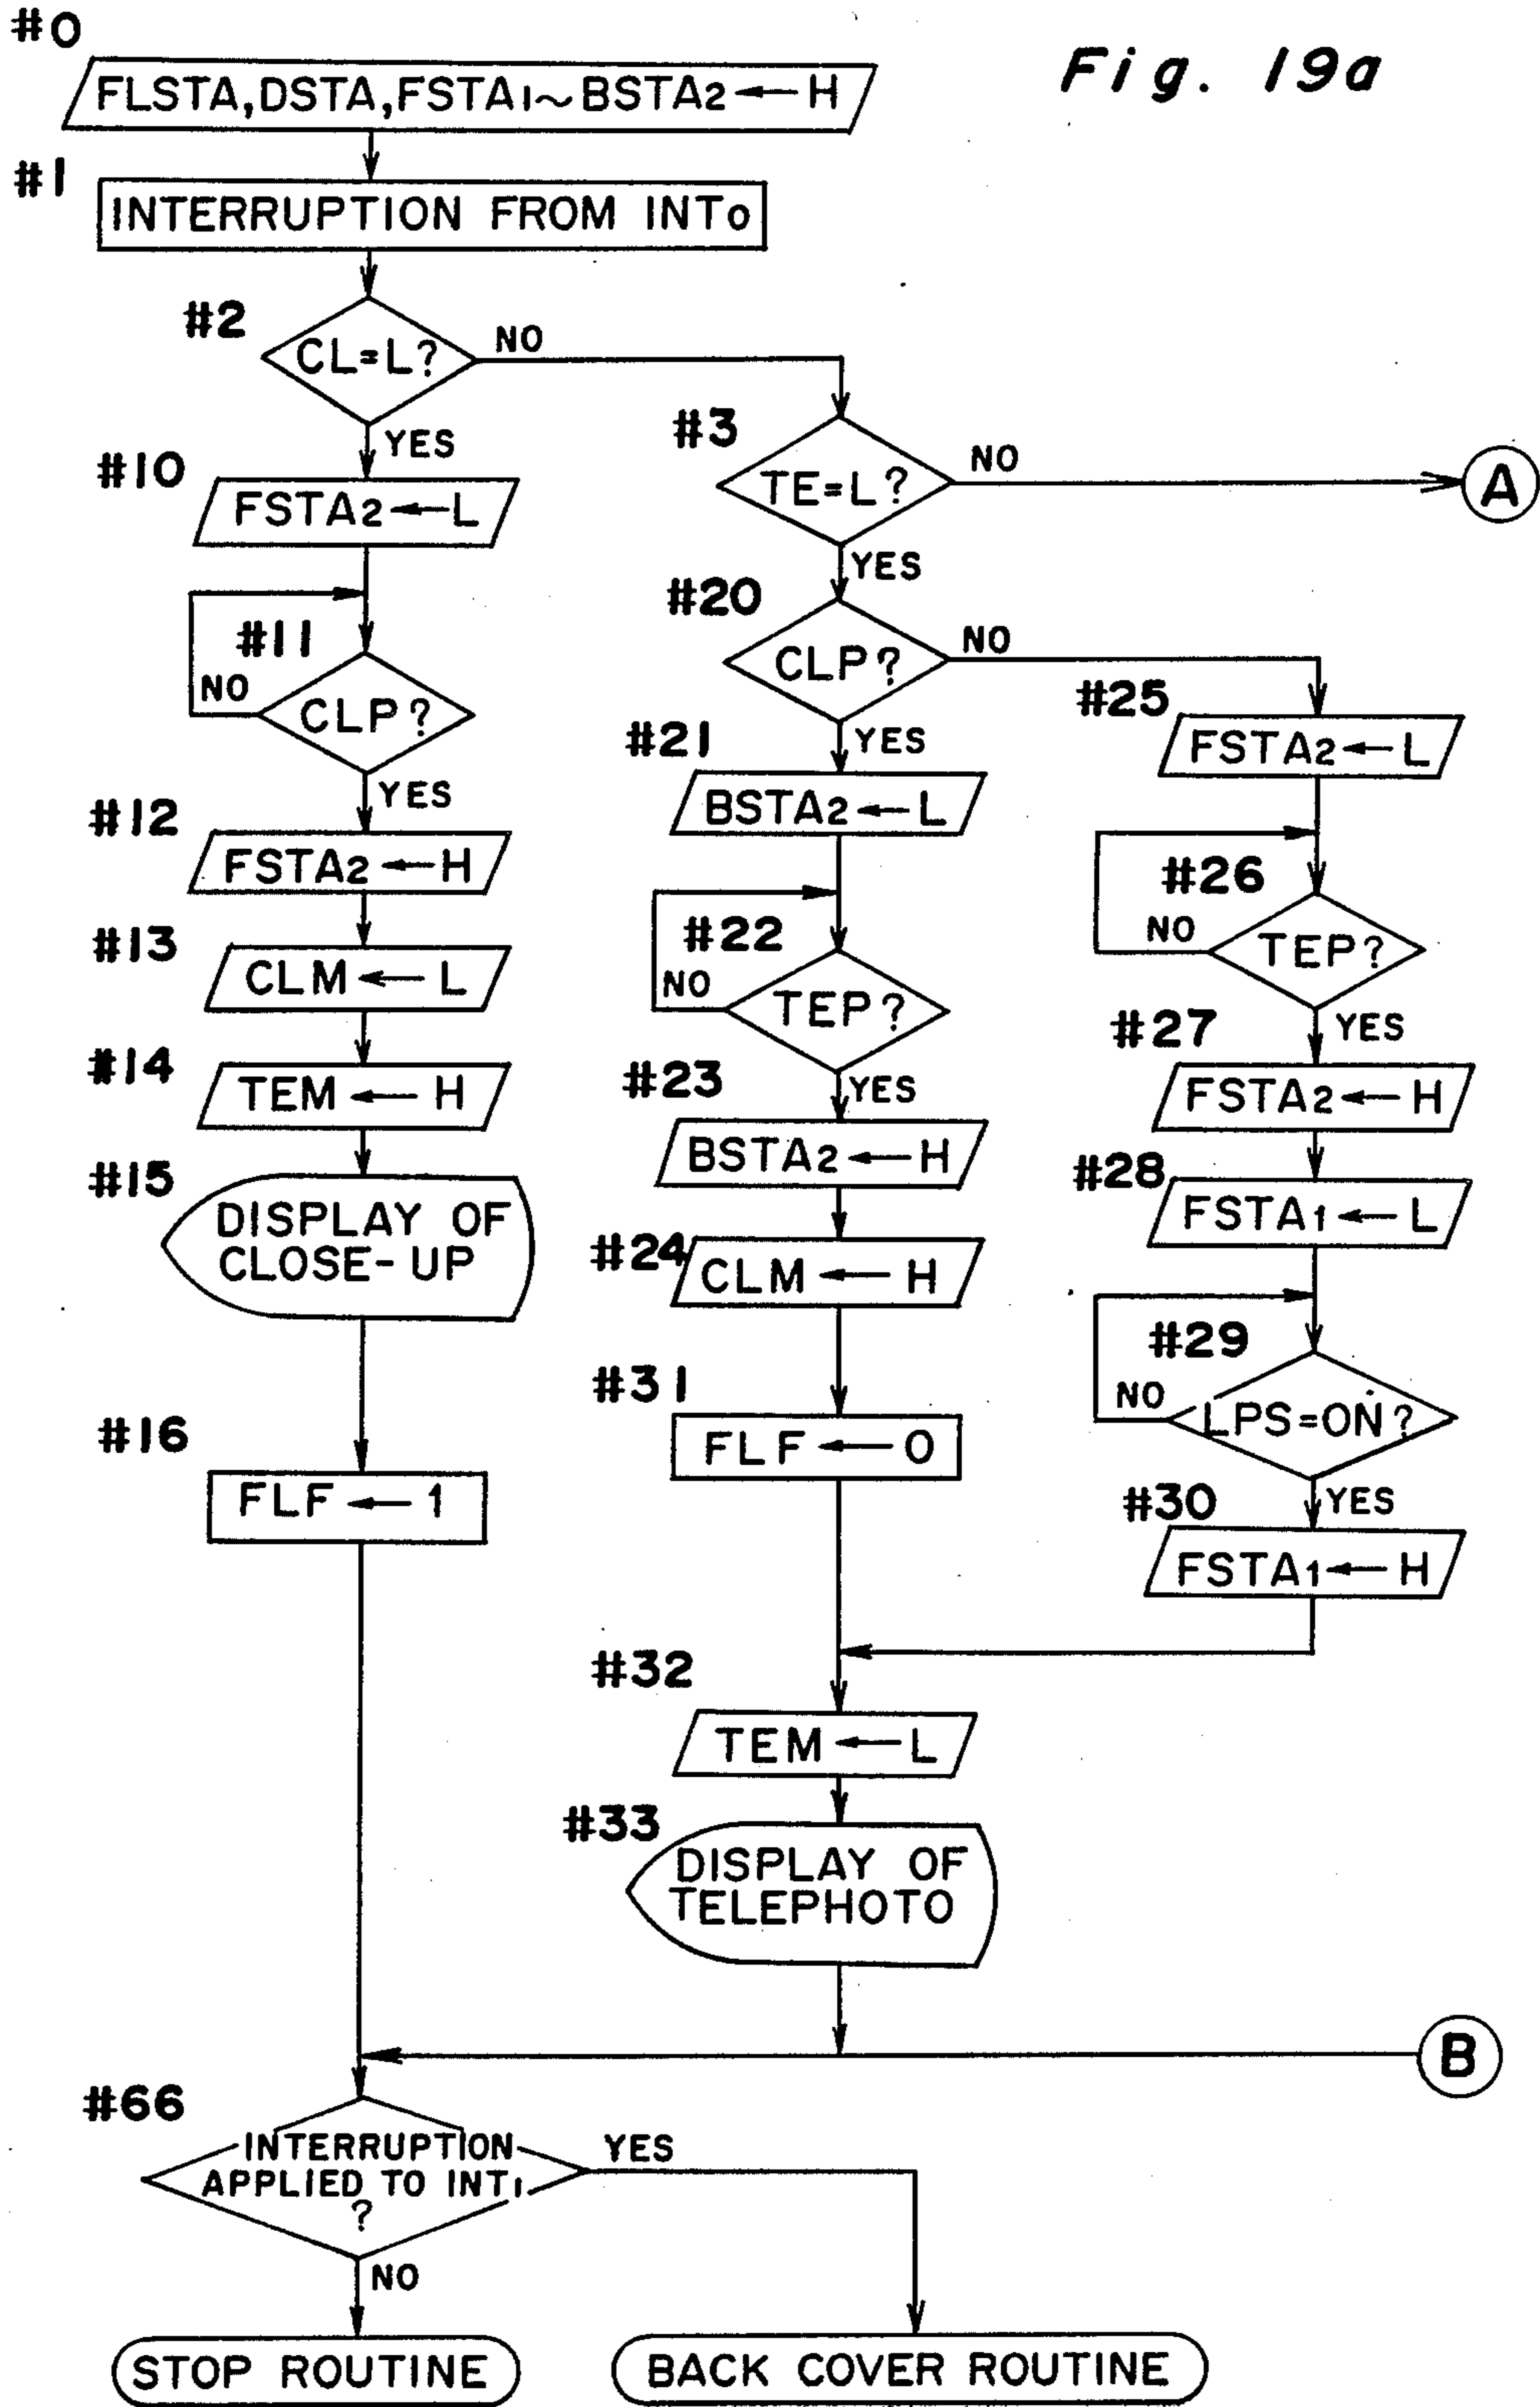 Fig. 19a
#0
FLSTA,DSTA,FSTA1~BSTA2←H
#1
INTERRUPTION FROM INT0
#2
CL=L?
NO
YES
#3
TE=L?
NO
A
YES
#10
FSTA2←L
#11
NO
CLP?
YES
#12
FSTA2←H
#13
CLM←L
#14
TEM←H
#15
DISPLAY OF
CLOSE-UP
#16
FLF←1
#20
CLP?
NO
YES
#21
BSTA2←L
#22
NO
TEP?
YES
#23
BSTA2←H
#24
CLM←H
#31
FLF←0
#25
FSTA2←L
#26
NO
TEP?
YES
#27
FSTA2←H
#28
FSTA1←L
#29
NO
LPS=ON?
YES
#30
FSTA1←H
#32
TEM←L
#33
DISPLAY OF
TELEPHOTO
B
#66
INTERRUPTION
APPLIED TO INT1
?
YES
NO
STOP ROUTINE
BACK COVER ROUTINE